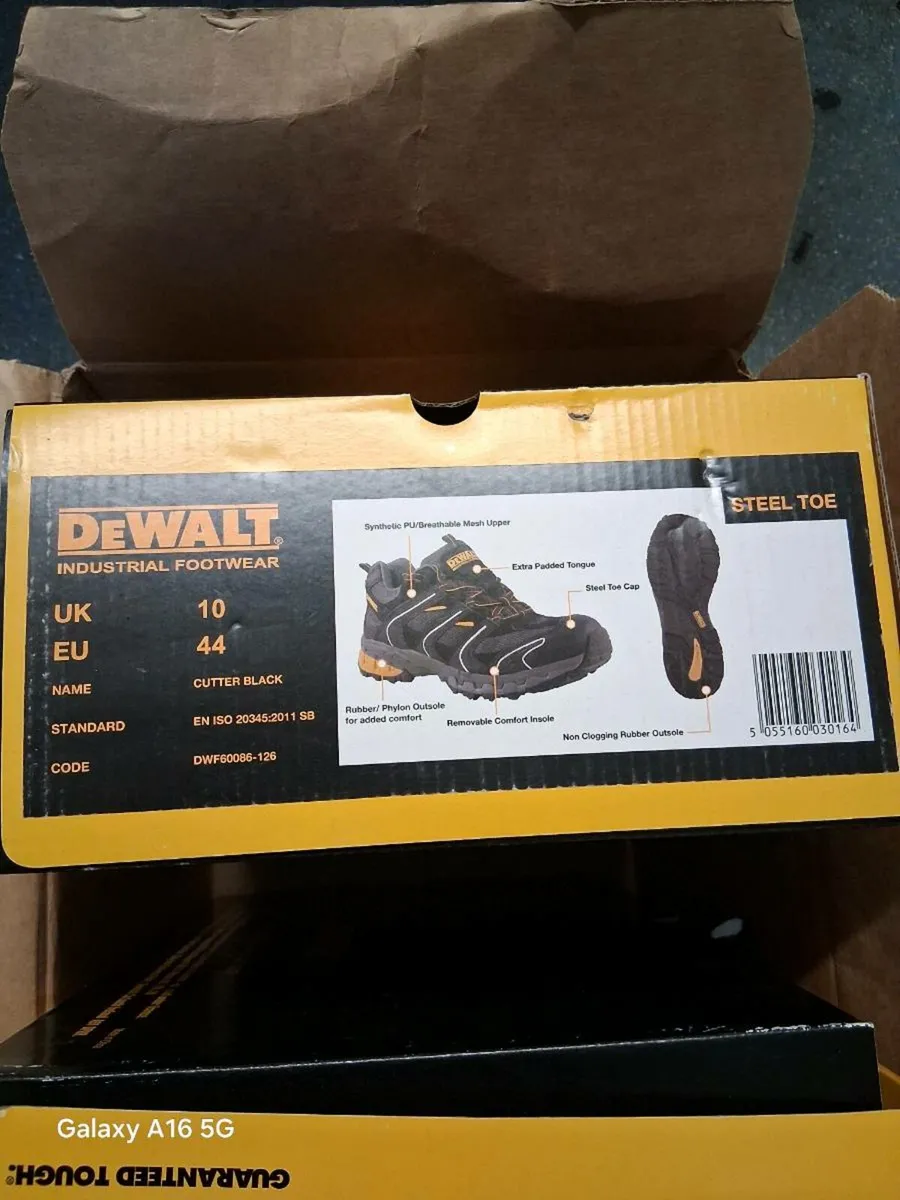 DEWALT®
INDUSTRIAL FOOTWEAR
UK 10
EU 44
NAME CUTTER BLACK
STANDARD EN ISO 20345:2011 SB
CODE DWF60086-126
STEEL TOE
Synthetic PU/Breathable Mesh Upper
DEWALT
Extra Padded Tongue
Steel Toe Cap
Rubber/ Phylon Outsole
for added comfort
Removable Comfort Insole
Non Clogging Rubber Outsole
5 055160 030164
Galaxy A16 5G
GUARANTEED TOUGH.®